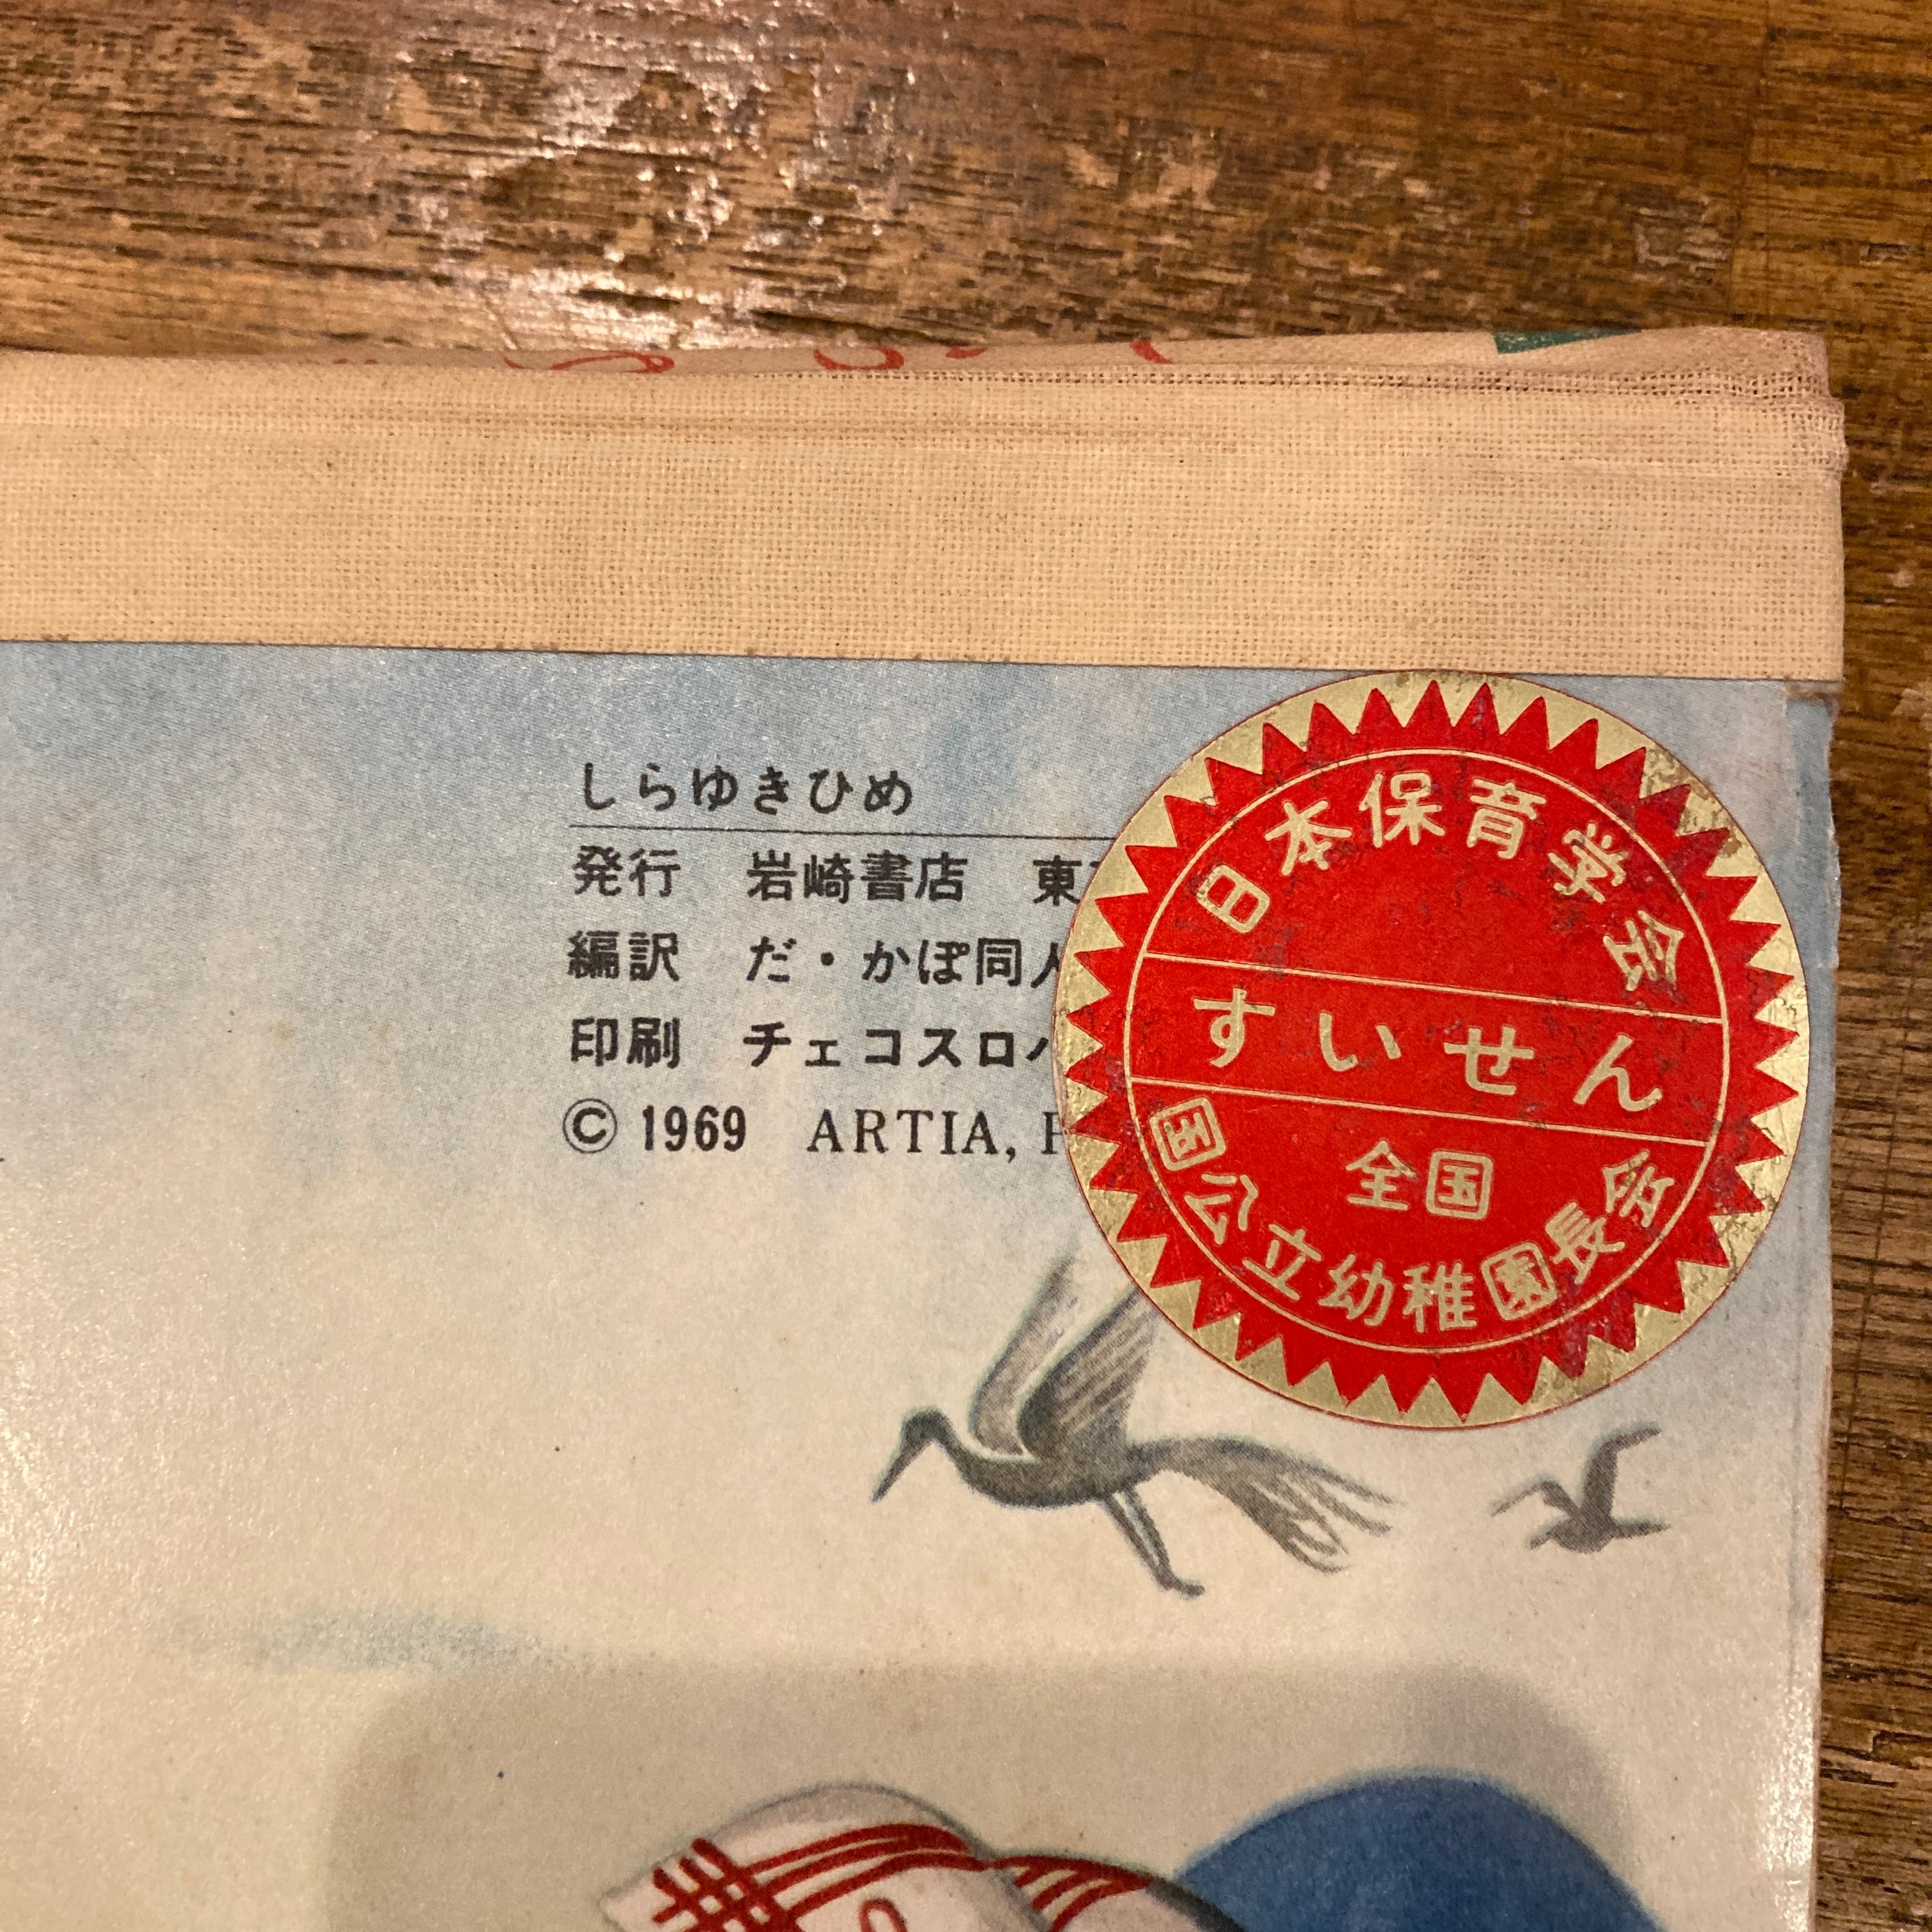 しらゆきひめ
発行 岩崎書店 東
編訳 だ・かぽ同人
印刷 チェコスロバ
© 1969 ARTIA, P
日本保育学会
すいせん
全国
国公立幼稚園長会